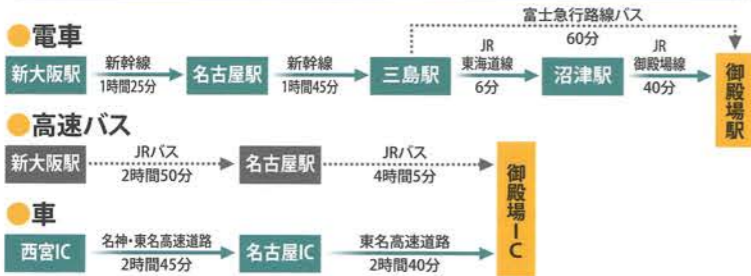 富士急行路線バス
60分
●電車
新大阪駅 新幹線 1時間25分 名古屋駅 新幹線 1時間45分 三島駅 JR 東海道線 6分 沼津駅 JR 御殿場線 40分 御殿場駅
●高速バス
新大阪駅 JRバス 2時間50分 名古屋駅 JRバス 4時間5分
御殿場IC
●車
西宮IC 名神・東名高速道路 2時間45分 名古屋IC 東名高速道路 2時間40分